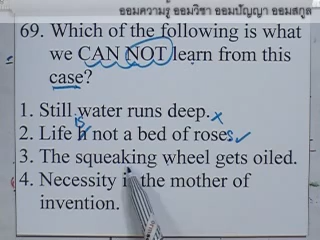 ออมความรู้ ออมวิชา ออมปัญญา ออมสกูล
69. Which of the following is what
we CAN NOT learn from this
case?
1. Still water runs deep. x
is
2. Life h not a bed of roses. ✓
3. The squeaking wheel gets oiled.
4. Necessity is the mother of
invention.